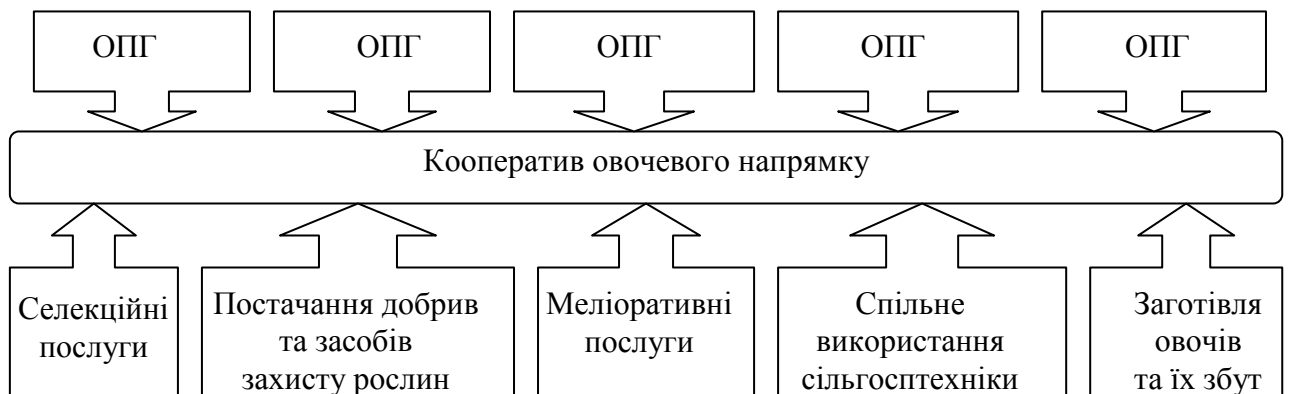 ОПГ
ОПГ
ОПГ
ОПГ
ОПГ
Кооператив овочевого напрямку
Селекційні
послуги
Постачання добрив
та засобів
захисту рослин
Меліоративні
послуги
Спільне
використання
сільгосптехніки
Заготівля
овочів
та їх збут